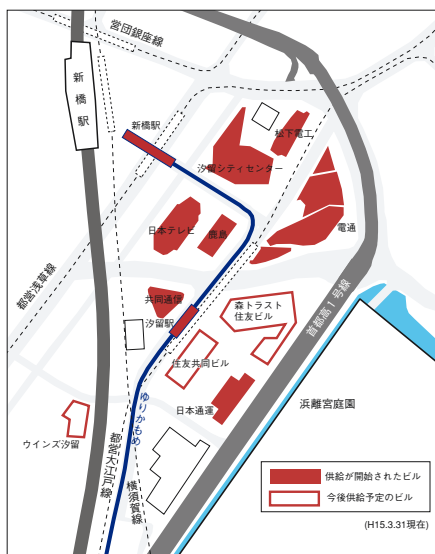 営団銀座線
新橋駅
新橋駅
松下電工
汐留シティセンター
日本テレビ
鹿島
電通
都営浅草線
共同通信
汐留駅
森トラスト
住友ビル
首都高1号線
住友共同ビル
ゆりかもめ
日本通運
浜離宮庭園
ウインズ汐留
都営大江戸線
横須賀線
供給が開始されたビル
今後供給予定のビル
(H15.3.31現在)